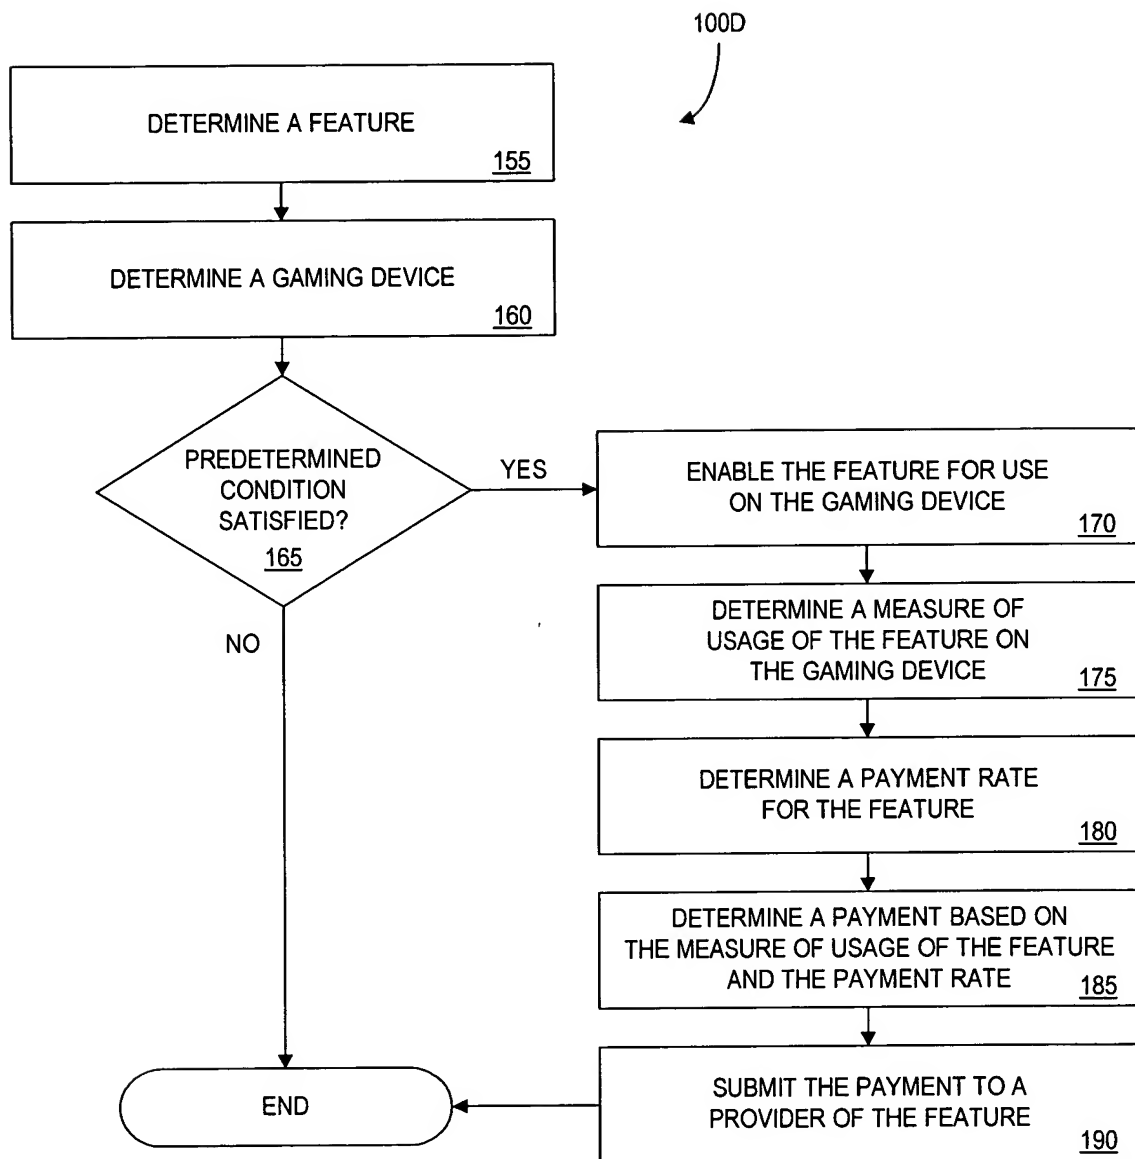 100D
DETERMINE A FEATURE
155
DETERMINE A GAMING DEVICE
160
PREDETERMINED
CONDITION
SATISFIED?
165
YES
NO
ENABLE THE FEATURE FOR USE
ON THE GAMING DEVICE
170
DETERMINE A MEASURE OF
USAGE OF THE FEATURE ON
THE GAMING DEVICE
175
DETERMINE A PAYMENT RATE
FOR THE FEATURE
180
DETERMINE A PAYMENT BASED ON
THE MEASURE OF USAGE OF THE FEATURE
AND THE PAYMENT RATE
185
SUBMIT THE PAYMENT TO A
PROVIDER OF THE FEATURE
190
END